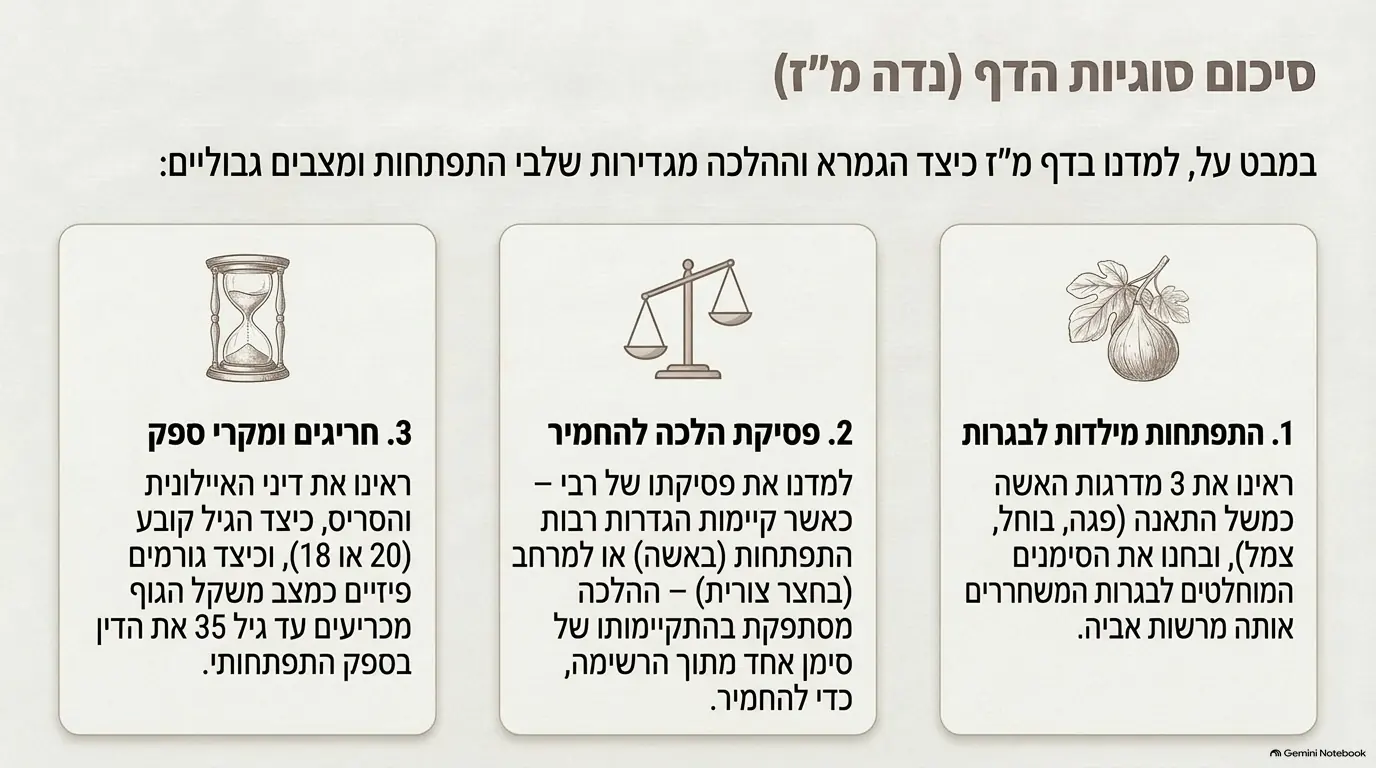 סיכום סוגיות הדף (נדה מ"ז)
במבט על, למדנו בדף מ"ז כיצד הגמרא וההלכה מגדירות שלבי התפתחות ומצבים גבוליים:
1. התפתחות מילדות לבגרות
ראינו את 3 מדרגות האשה
כמשל התאנה (פגה, בוחל,
צמל), ובחנו את הסימנים
המוחלטים לבגרות המשחררים
אותה מרשות אביה.
2. פסיקת הלכה להחמיר
למדנו את פסיקתו של רבי –
כאשר קיימות הגדרות רבות
התפתחות (באשה) או למרחב
(בחצר צורית) – ההלכה
מסתפקת בהתקיימותו של
סימן אחד מתוך הרשימה,
כדי להחמיר.
3. חריגים ומקרי ספק
ראינו את דיני האיילונית
והסריס, כיצד הגיל קובע
(20 או 18), וכיצד גורמים
פיזיים כמצב משקל הגוף
מכריעים עד גיל 35 את הדין
בספק התפתחותי.
Gemini Notebook